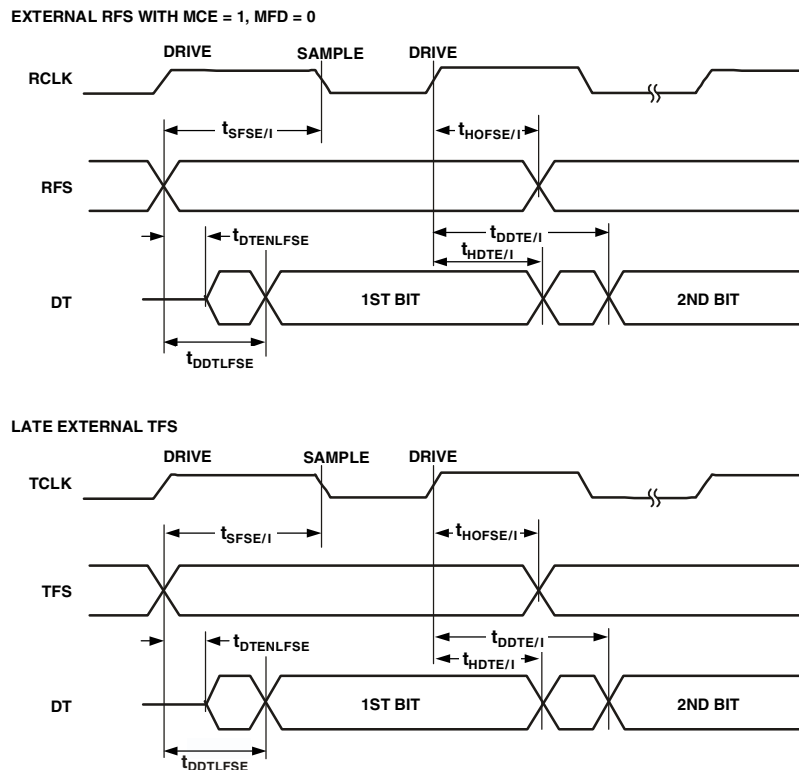 EXTERNAL RFS WITH MCE = 1, MFD = 0
DRIVE SAMPLE DRIVE
RCLK
tSFSE/I tHOFSE/I
RFS
tDTENLFSE tDDTE/I
tHDTE/I
DT 1ST BIT 2ND BIT
tDDTLFSE
LATE EXTERNAL TFS
DRIVE SAMPLE DRIVE
TCLK
tSFSE/I tHOFSE/I
TFS
tDTENLFSE tDDTE/I
tHDTE/I
DT 1ST BIT 2ND BIT
tDDTLFSE